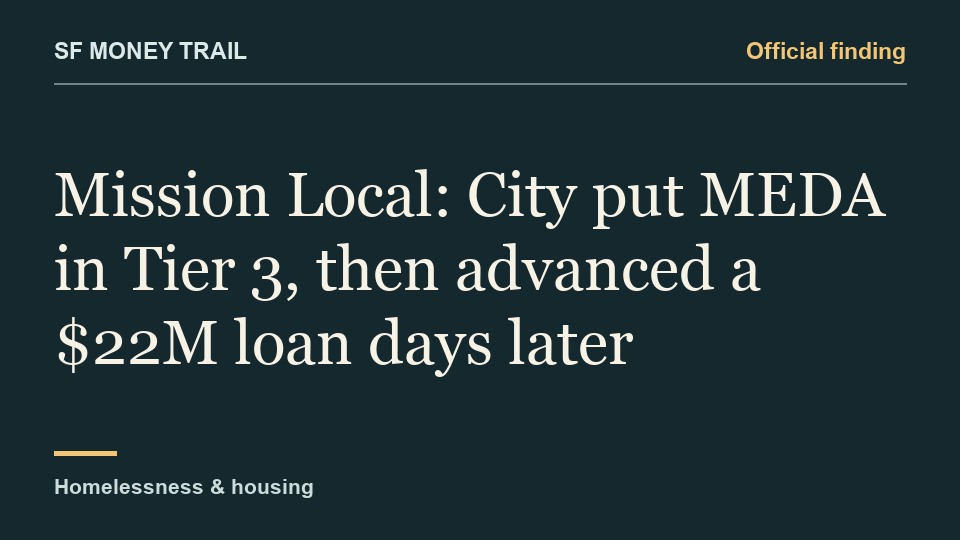 SF MONEY TRAIL
Official finding
Mission Local: City put MEDA
in Tier 3, then advanced a
$22M loan days later
Homelessness & housing